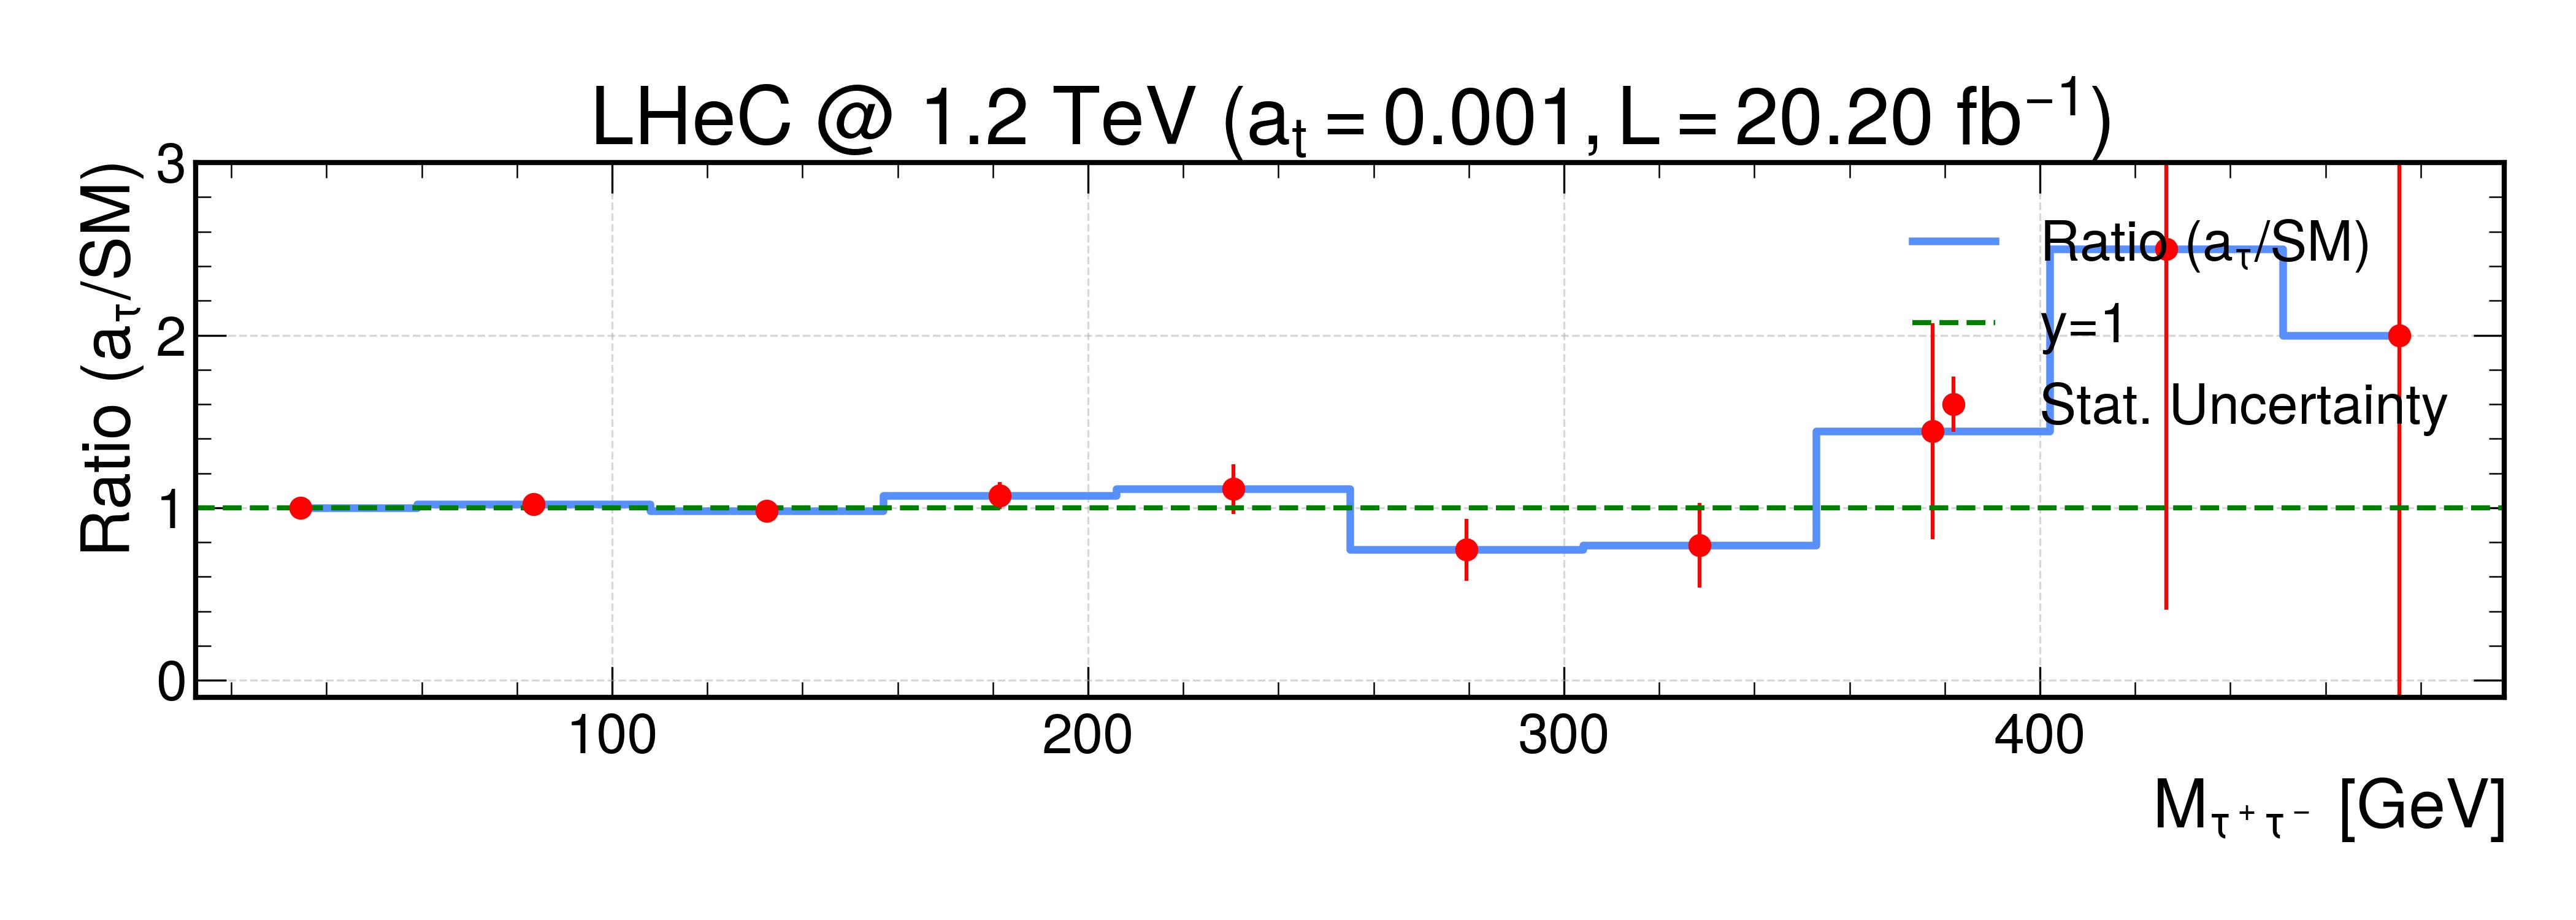 LHeC @ 1.2 TeV (aₜ = 0.001, L = 20.20 fb⁻¹)
Ratio (a_τ/SM)
3
2
1
0
Ratio (a_τ/SM)
y=1
Stat. Uncertainty
100 200 300 400
M_τ⁺τ⁻ [GeV]